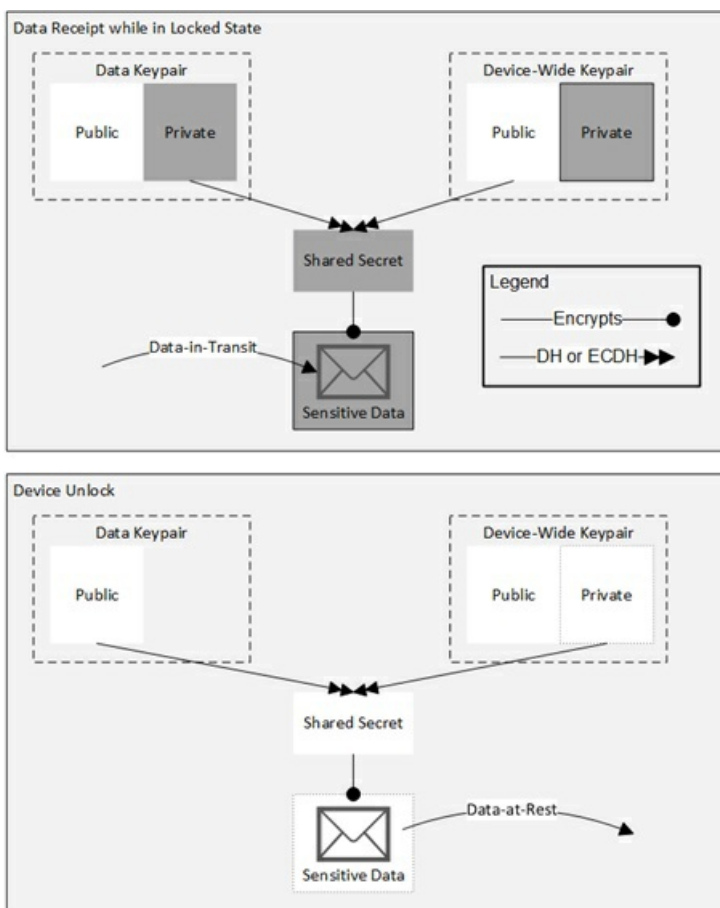 Data Receipt while in Locked State
Data Keypair
Device-Wide Keypair
Public
Private
Public
Private
Shared Secret
Legend
Encrypts
DH or ECDH
Data-in-Transit
Sensitive Data
Device Unlock
Data Keypair
Device-Wide Keypair
Public
Public
Private
Shared Secret
Data-at-Rest
Sensitive Data